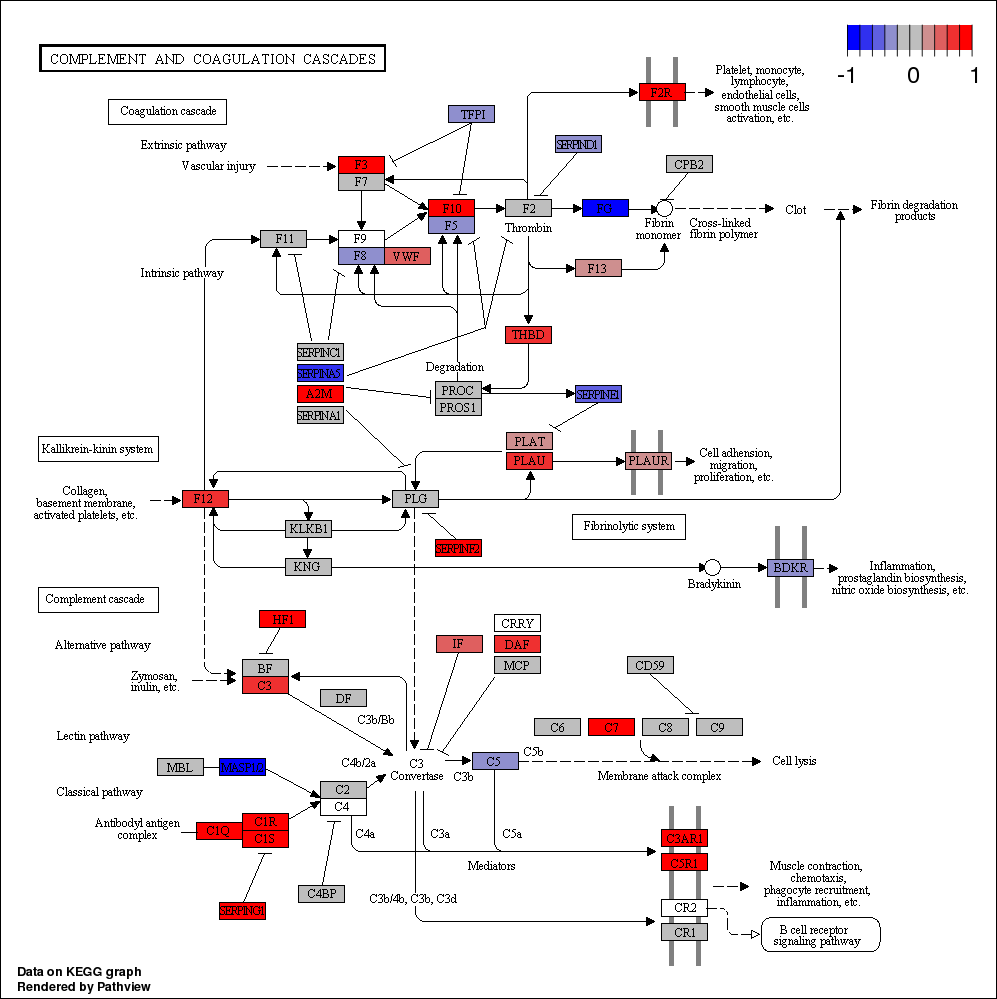 COMPLEMENT AND COAGULATION CASCADES
-1 0 1
Coagulation cascade
Extrinsic pathway
Vascular injury
F3
F7
TFPI
F10
F5
F2
Thrombin
SERPIND1
FG
CPB2
F2R
Platelet, monocyte,
lymphocyte,
endothelial cells,
smooth muscle cells
activation, etc.
Fibrin
monomer
Cross-linked
fibrin polymer
Clot
Fibrin degradation
products
F11
F9
F8
VWF
F13
Intrinsic pathway
THBD
SERPINC1
SERPINA5
A2M
SERPINA1
Degradation
PROC
PROS1
SERPINE1
PLAT
PLAU
PLAUR
Cell adhension,
migration,
proliferation, etc.
Kallikrein-kinin system
Collagen,
basement membrane,
activated platelets, etc.
F12
KLKB1
KNG
PLG
SERPINF2
Fibrinolytic system
Bradykinin
BDKR
Inflammation,
prostaglandin biosynthesis,
nitric oxide biosynthesis, etc.
Complement cascade
Alternative pathway
HF1
Zymosan,
inulin, etc.
BF
C3
DF
C3b/Bb
IF
CRRY
DAF
MCP
CD59
C6
C7
C8
C9
Lectin pathway
MBL
C4b/2a
C3
Convertase
C3b
C5
C5b
Membrane attack complex
Cell lysis
Classical pathway
Antibodyl antigen
complex
C1Q
C1R
C1S
C2
C4
C4a
C3a
C5a
Mediators
SERPING1
C4BP
C3b/4b, C3b, C3d
C3AR1
C5R1
CR2
CR1
Muscle contraction,
chemotaxis,
phagocyte recruitment,
inflammation, etc.
B cell receptor
signaling pathway
Data on KEGG graph
Rendered by Pathview